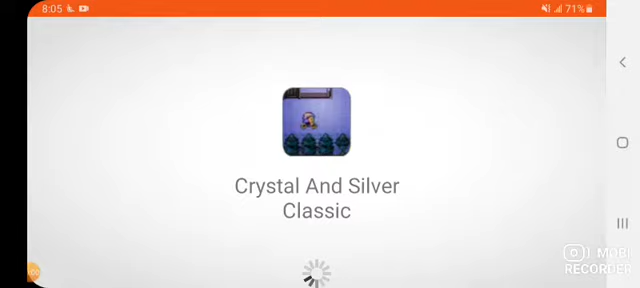 8:05
71%
Crystal And Silver
Classic
MOBI
RECORDER